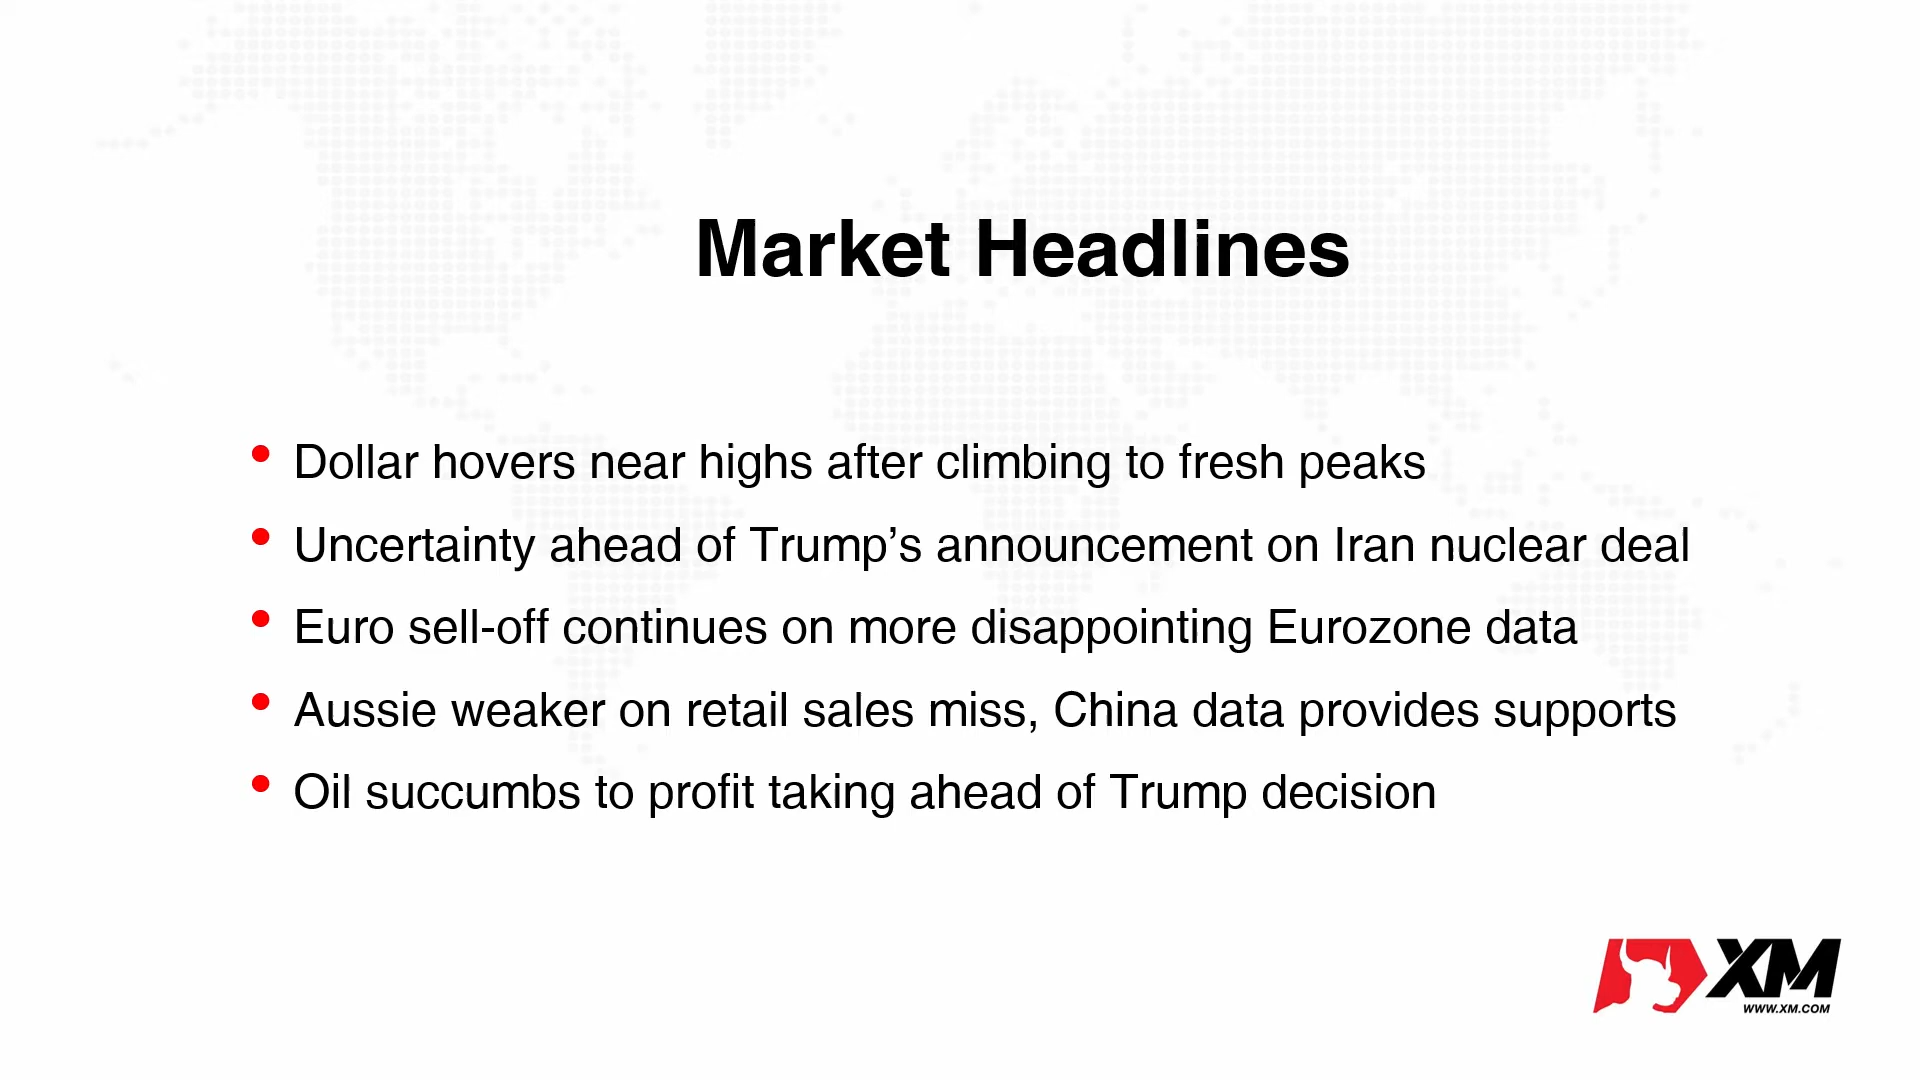 Market Headlines
• Dollar hovers near highs after climbing to fresh peaks
• Uncertainty ahead of Trump’s announcement on Iran nuclear deal
• Euro sell-off continues on more disappointing Eurozone data
• Aussie weaker on retail sales miss, China data provides supports
• Oil succumbs to profit taking ahead of Trump decision
XM
WWW.XM.COM